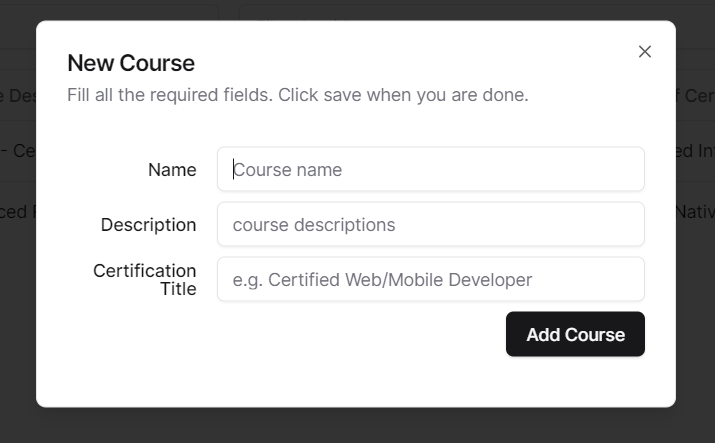 New Course
Fill all the required fields. Click save when you are done.
Name
Course name
Description
course descriptions
Certification
Title
e.g. Certified Web/Mobile Developer
Add Course